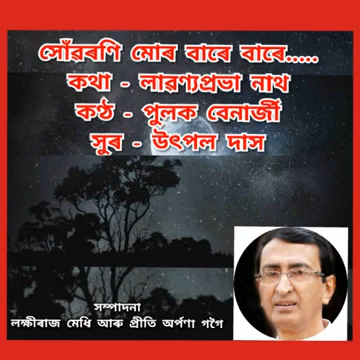 সোঁৱৰণি মোৰ বাৰে বাৰে.....
কথা - লাৱণ্যপ্ৰভা নাথ
কণ্ঠ - পুলক বেনাৰ্জী
সুৰ - উৎপল দাস
সম্পাদনা
লক্ষীৰাজ মেধি আৰু প্ৰীতি অৰ্পণা গগৈ